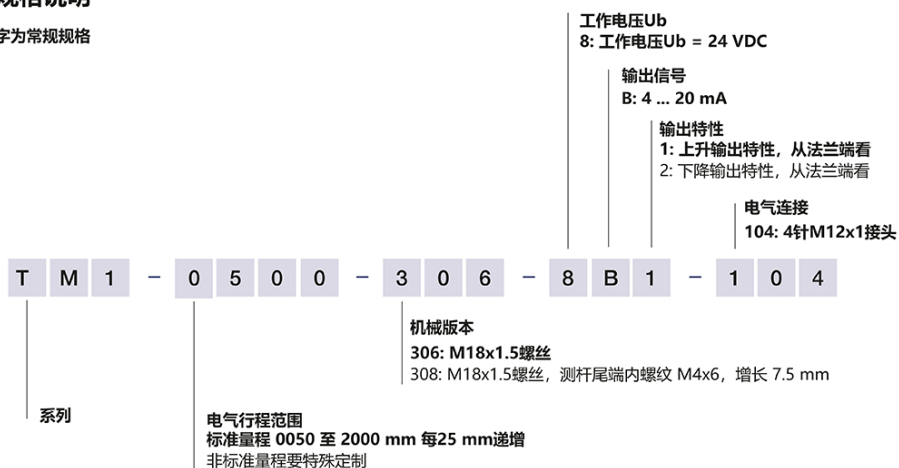 规格说明
字为常规规格
工作电压Ub
8: 工作电压Ub = 24 VDC
输出信号
B: 4 ... 20 mA
输出特性
1: 上升输出特性，从法兰端看
2: 下降输出特性，从法兰端看
电气连接
104: 4针M12x1接头
T M 1 – 0 5 0 0 – 3 0 6 – 8 B 1 – 1 0 4
机械版本
306: M18x1.5螺丝
308: M18x1.5螺丝，测杆尾端内螺纹 M4x6，增长 7.5 mm
系列
电气行程范围
标准量程 0050 至 2000 mm 每25 mm递增
非标准量程要特殊定制